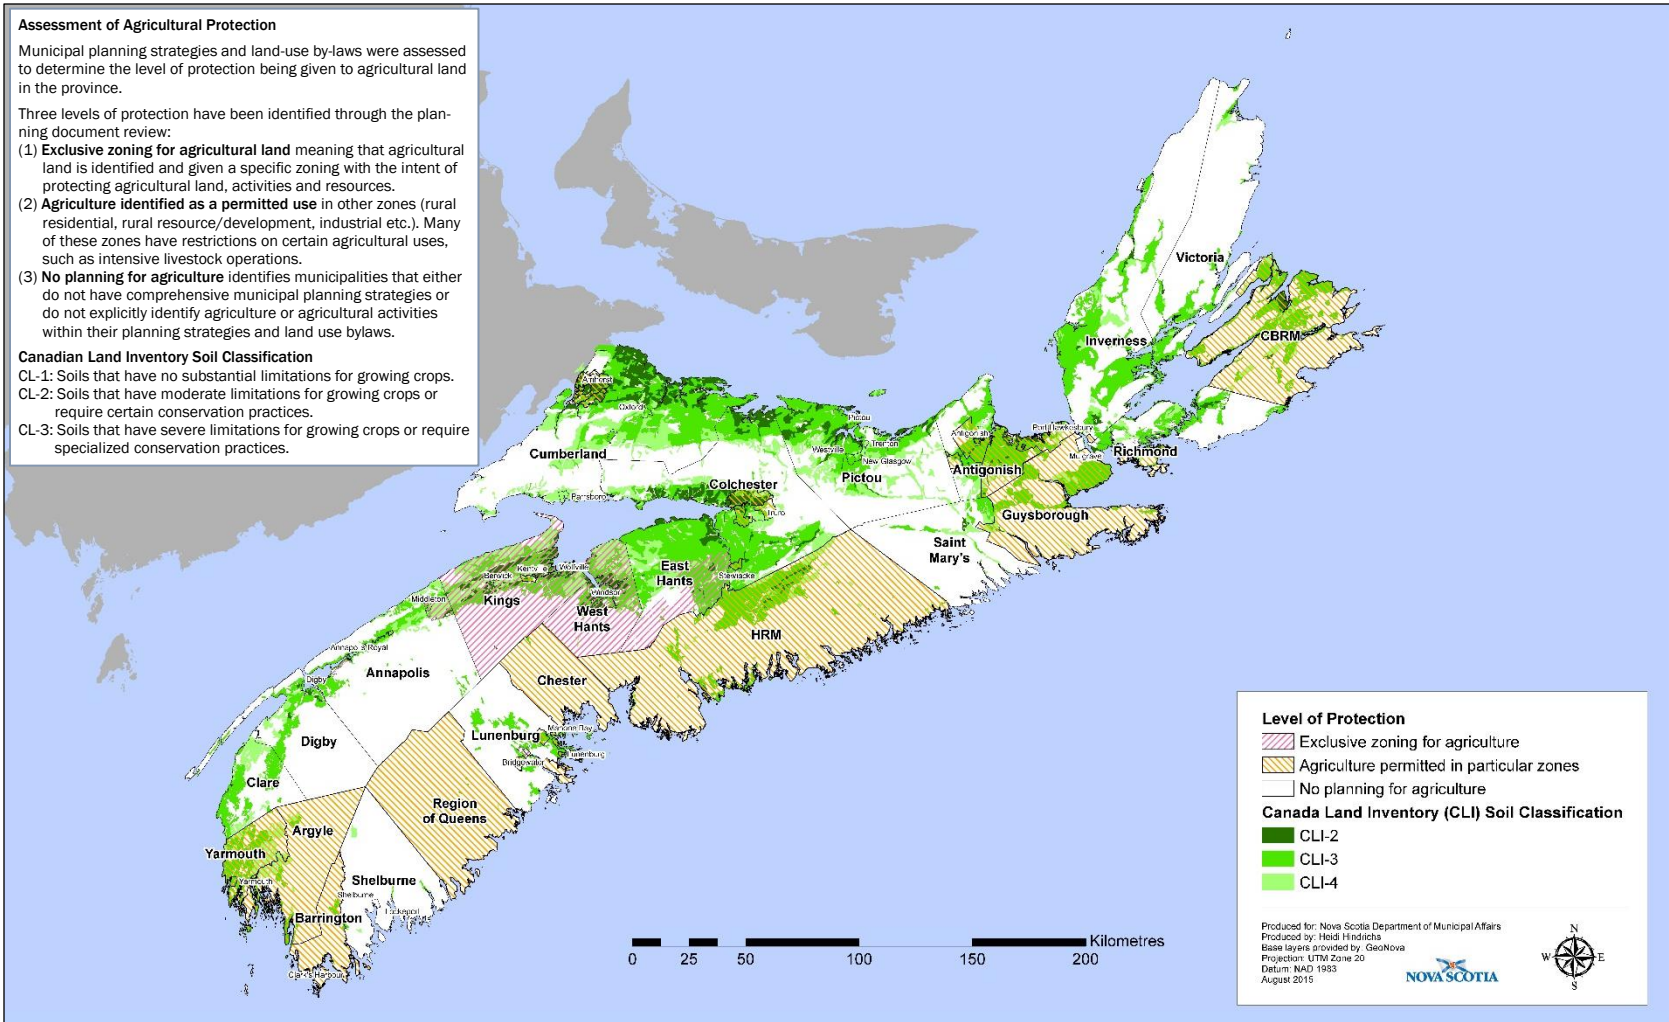 Assessment of Agricultural Protection
Municipal planning strategies and land-use by-laws were assessed
to determine the level of protection being given to agricultural land
in the province.
Three levels of protection have been identified through the plan-
ning document review:
(1) Exclusive zoning for agricultural land meaning that agricultural
land is identified and given a specific zoning with the intent of
protecting agricultural land, activities and resources.
(2) Agriculture identified as a permitted use in other zones (rural
residential, rural resource/development, industrial etc.). Many
of these zones have restrictions on certain agricultural uses,
such as intensive livestock operations.
(3) No planning for agriculture identifies municipalities that either
do not have comprehensive municipal planning strategies or
do not explicitly identify agriculture or agricultural activities
within their planning strategies and land use bylaws.
Canadian Land Inventory Soil Classification
CL-1: Soils that have no substantial limitations for growing crops.
CL-2: Soils that have moderate limitations for growing crops or
require certain conservation practices.
CL-3: Soils that have severe limitations for growing crops or require
specialized conservation practices.
Victoria
Inverness
CBRM
Amherst
Oxford
Pictou
Trenton
Westville
New Glasgow
Antigonish
Port Hawkesbury
Mulgrave
Richmond
Cumberland
Antigonish
Pictou
Colchester
Parrsboro
Truro
Guysborough
Saint
Mary's
East
Hants
Stewiacke
Kentville
Wolfville
Berwick
Windsor
Middleton
Kings
West
Hants
HRM
Annapolis Royal
Annapolis
Digby
Chester
Mahone Bay
Lunenburg
Lunenburg
Bridgewater
Digby
Clare
Region
of Queens
Argyle
Yarmouth
Yarmouth
Shelburne
Shelburne
Lockeport
Barrington
Clark's Harbour
0 25 50 100 150 200
Kilometres
Level of Protection
Exclusive zoning for agriculture
Agriculture permitted in particular zones
No planning for agriculture
Canada Land Inventory (CLI) Soil Classification
CLI-2
CLI-3
CLI-4
Produced for: Nova Scotia Department of Municipal Affairs
Produced by: Heidi Hindrichs
Base layers provided by: GeoNova
Projection: UTM Zone 20
Datum: NAD 1983
August 2015
NOVA SCOTIA
N
W E
S